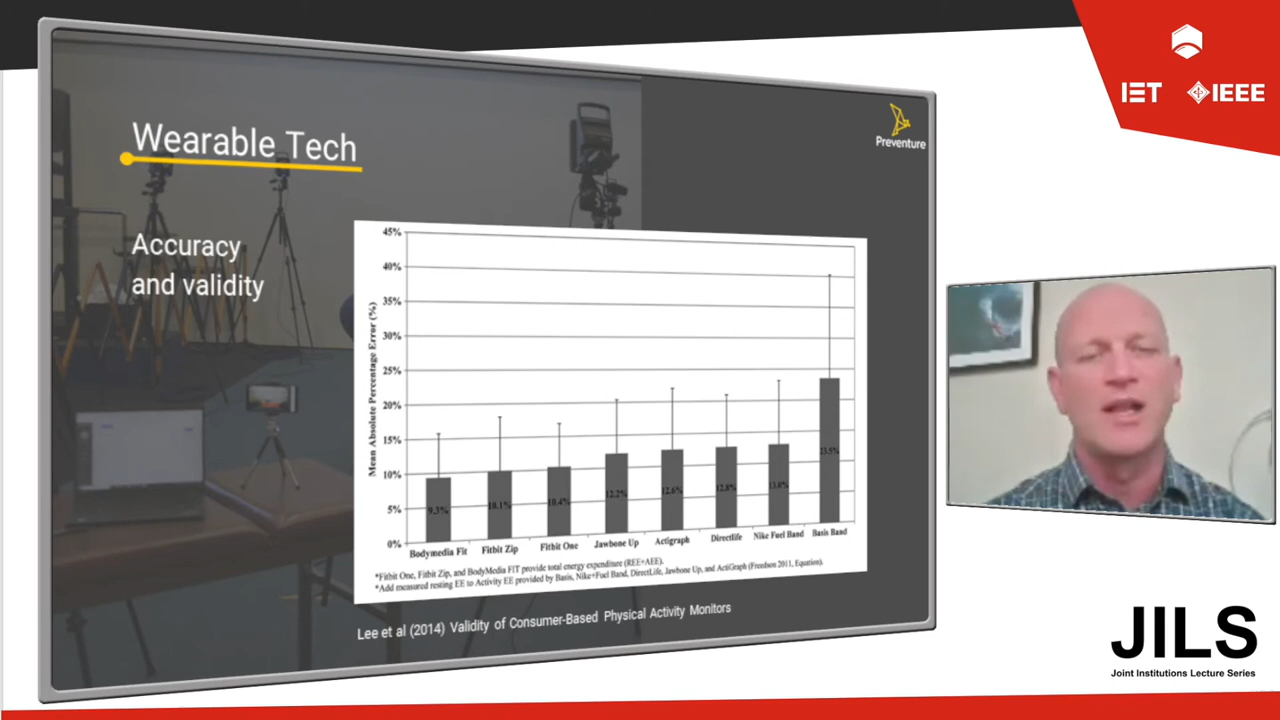 Wearable Tech
Accuracy
and validity
Preventure
IET
IEEE
Mean Absolute Percentage Error (%)
45%
40%
35%
30%
25%
20%
15%
10%
5%
0%
9.3%
10.1%
10.4%
12.2%
12.6%
12.8%
13.0%
23.5%
Bodymedia Fit
Fitbit Zip
Fitbit One
Jawbone Up
Actigraph
Directlife
Nike Fuel Band
Basis Band
*Fitbit One, Fitbit Zip, and BodyMedia FIT provide total energy expenditure (REE+AEE).
*Add measured resting EE to Activity EE provided by Basis, Nike+Fuel Band, DirectLife, Jawbone Up, and ActiGraph (Freedson 2011, Equation).
Lee et al (2014) Validity of Consumer-Based Physical Activity Monitors
JILS
Joint Institutions Lecture Series